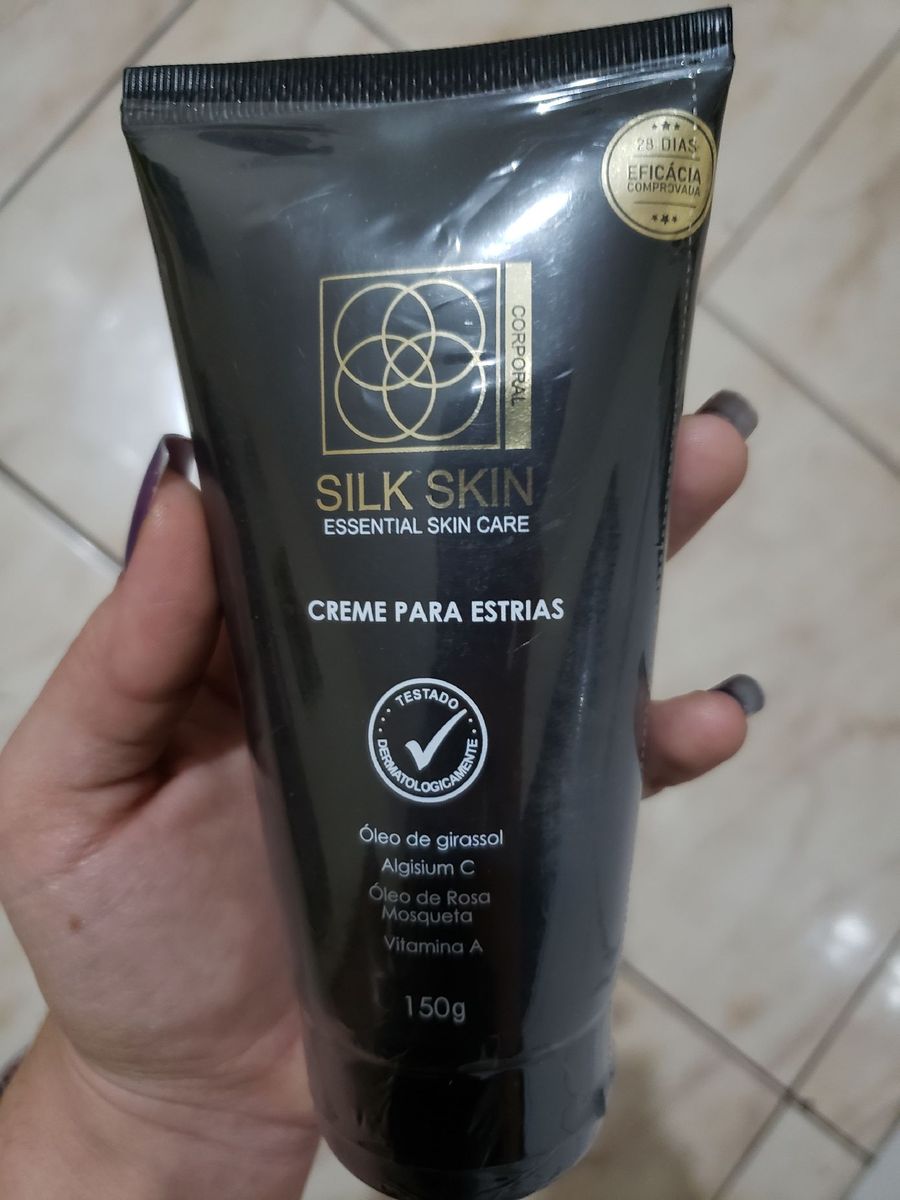 28 DIAS
EFICÁCIA
COMPROVADA
CORPORAL
SILK SKIN
ESSENTIAL SKIN CARE
CREME PARA ESTRIAS
TESTADO
DERMATOLOGICAMENTE
Óleo de girassol
Algisium C
Óleo de Rosa
Mosqueta
Vitamina A
150g